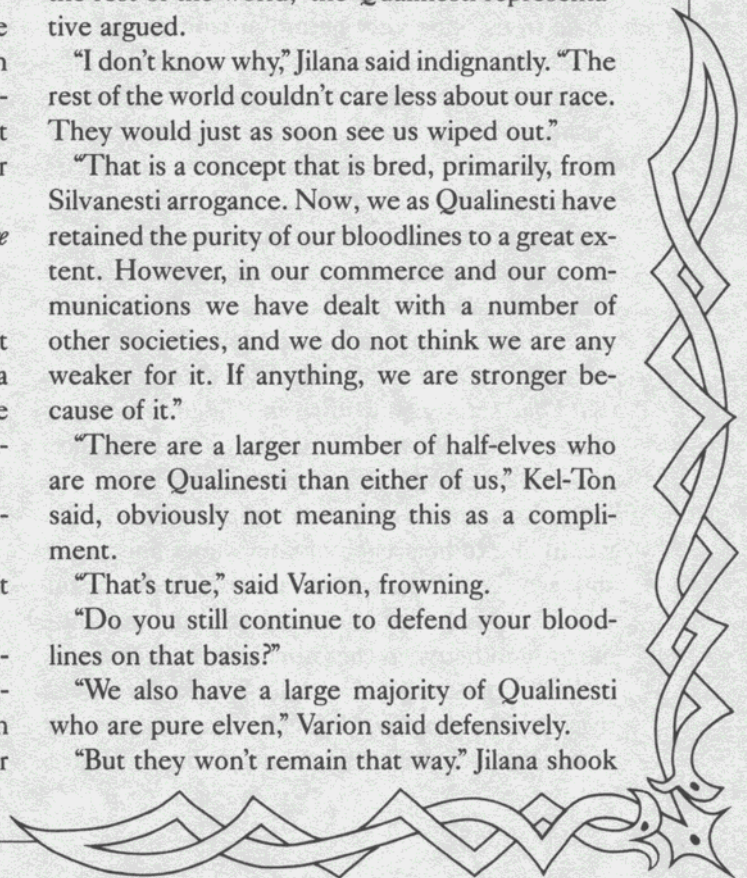 tive argued.
“I don’t know why,” Jilana said indignantly. “The
rest of the world couldn’t care less about our race.
They would just as soon see us wiped out.”
“That is a concept that is bred, primarily, from
Silvanesti arrogance. Now, we as Qualinesti have
retained the purity of our bloodlines to a great ex-
tent. However, in our commerce and our com-
munications we have dealt with a number of
other societies, and we do not think we are any
weaker for it. If anything, we are stronger be-
cause of it.”
“There are a larger number of half-elves who
are more Qualinesti than either of us,” Kel-Ton
said, obviously not meaning this as a compli-
ment.
“That’s true,” said Varion, frowning.
“Do you still continue to defend your blood-
lines on that basis?”
“We also have a large majority of Qualinesti
who are pure elven,” Varion said defensively.
“But they won’t remain that way.” Jilana shook